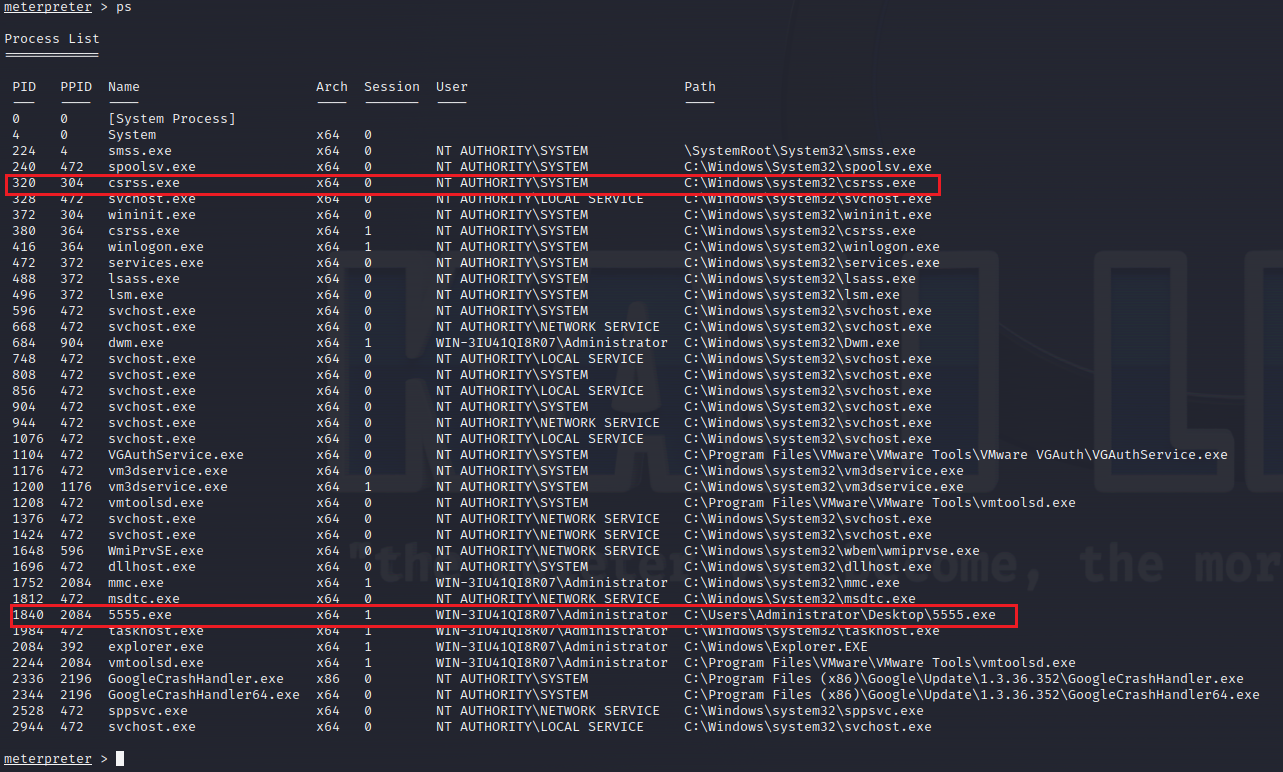 meterpreter > ps
Process List
PID PPID Name Arch Session User Path
0 0 [System Process]
4 0 System x64 0
224 4 smss.exe x64 0 NT AUTHORITY\SYSTEM \SystemRoot\System32\smss.exe
240 472 spoolsv.exe x64 0 NT AUTHORITY\SYSTEM C:\Windows\System32\spoolsv.exe
320 304 csrss.exe x64 0 NT AUTHORITY\SYSTEM C:\Windows\system32\csrss.exe
328 472 svchost.exe x64 0 NT AUTHORITY\LOCAL SERVICE C:\Windows\system32\svchost.exe
372 304 wininit.exe x64 0 NT AUTHORITY\SYSTEM C:\Windows\system32\wininit.exe
380 364 csrss.exe x64 1 NT AUTHORITY\SYSTEM C:\Windows\system32\csrss.exe
416 364 winlogon.exe x64 1 NT AUTHORITY\SYSTEM C:\Windows\system32\winlogon.exe
472 372 services.exe x64 0 NT AUTHORITY\SYSTEM C:\Windows\system32\services.exe
488 372 lsass.exe x64 0 NT AUTHORITY\SYSTEM C:\Windows\system32\lsass.exe
496 372 lsm.exe x64 0 NT AUTHORITY\SYSTEM C:\Windows\system32\lsm.exe
596 472 svchost.exe x64 0 NT AUTHORITY\SYSTEM C:\Windows\system32\svchost.exe
668 472 svchost.exe x64 0 NT AUTHORITY\NETWORK SERVICE C:\Windows\system32\svchost.exe
684 904 dwm.exe x64 1 WIN-3IU41QI8R07\Administrator C:\Windows\system32\Dwm.exe
748 472 svchost.exe x64 0 NT AUTHORITY\LOCAL SERVICE C:\Windows\System32\svchost.exe
808 472 svchost.exe x64 0 NT AUTHORITY\SYSTEM C:\Windows\system32\svchost.exe
856 472 svchost.exe x64 0 NT AUTHORITY\LOCAL SERVICE C:\Windows\system32\svchost.exe
904 472 svchost.exe x64 0 NT AUTHORITY\SYSTEM C:\Windows\System32\svchost.exe
944 472 svchost.exe x64 0 NT AUTHORITY\NETWORK SERVICE C:\Windows\system32\svchost.exe
1076 472 svchost.exe x64 0 NT AUTHORITY\LOCAL SERVICE C:\Windows\system32\svchost.exe
1104 472 VGAuthService.exe x64 0 NT AUTHORITY\SYSTEM C:\Program Files\VMware\VMware Tools\VMware VGAuth\VGAuthService.exe
1176 472 vm3dservice.exe x64 0 NT AUTHORITY\SYSTEM C:\Windows\system32\vm3dservice.exe
1200 1176 vm3dservice.exe x64 1 NT AUTHORITY\SYSTEM C:\Windows\system32\vm3dservice.exe
1208 472 vmtoolsd.exe x64 0 NT AUTHORITY\SYSTEM C:\Program Files\VMware\VMware Tools\vmtoolsd.exe
1376 472 svchost.exe x64 0 NT AUTHORITY\NETWORK SERVICE C:\Windows\System32\svchost.exe
1424 472 svchost.exe x64 0 NT AUTHORITY\NETWORK SERVICE C:\Windows\system32\svchost.exe
1648 596 WmiPrvSE.exe x64 0 NT AUTHORITY\NETWORK SERVICE C:\Windows\system32\wbem\wmiprvse.exe
1696 472 dllhost.exe x64 0 NT AUTHORITY\SYSTEM C:\Windows\system32\dllhost.exe
1752 2084 mmc.exe x64 1 WIN-3IU41QI8R07\Administrator C:\Windows\system32\mmc.exe
1812 472 msdtc.exe x64 0 NT AUTHORITY\NETWORK SERVICE C:\Windows\System32\msdtc.exe
1840 2084 5555.exe x64 1 WIN-3IU41QI8R07\Administrator C:\Users\Administrator\Desktop\5555.exe
1984 472 taskhost.exe x64 1 WIN-3IU41QI8R07\Administrator C:\Windows\system32\taskhost.exe
2084 392 explorer.exe x64 1 WIN-3IU41QI8R07\Administrator C:\Windows\Explorer.EXE
2244 2084 vmtoolsd.exe x64 1 WIN-3IU41QI8R07\Administrator C:\Program Files\VMware\VMware Tools\vmtoolsd.exe
2336 2196 GoogleCrashHandler.exe x86 0 NT AUTHORITY\SYSTEM C:\Program Files (x86)\Google\Update\1.3.36.352\GoogleCrashHandler.exe
2344 2196 GoogleCrashHandler64.exe x64 0 NT AUTHORITY\SYSTEM C:\Program Files (x86)\Google\Update\1.3.36.352\GoogleCrashHandler64.exe
2528 472 sppsvc.exe x64 0 NT AUTHORITY\NETWORK SERVICE C:\Windows\system32\sppsvc.exe
2944 472 svchost.exe x64 0 NT AUTHORITY\LOCAL SERVICE C:\Windows\system32\svchost.exe
meterpreter >